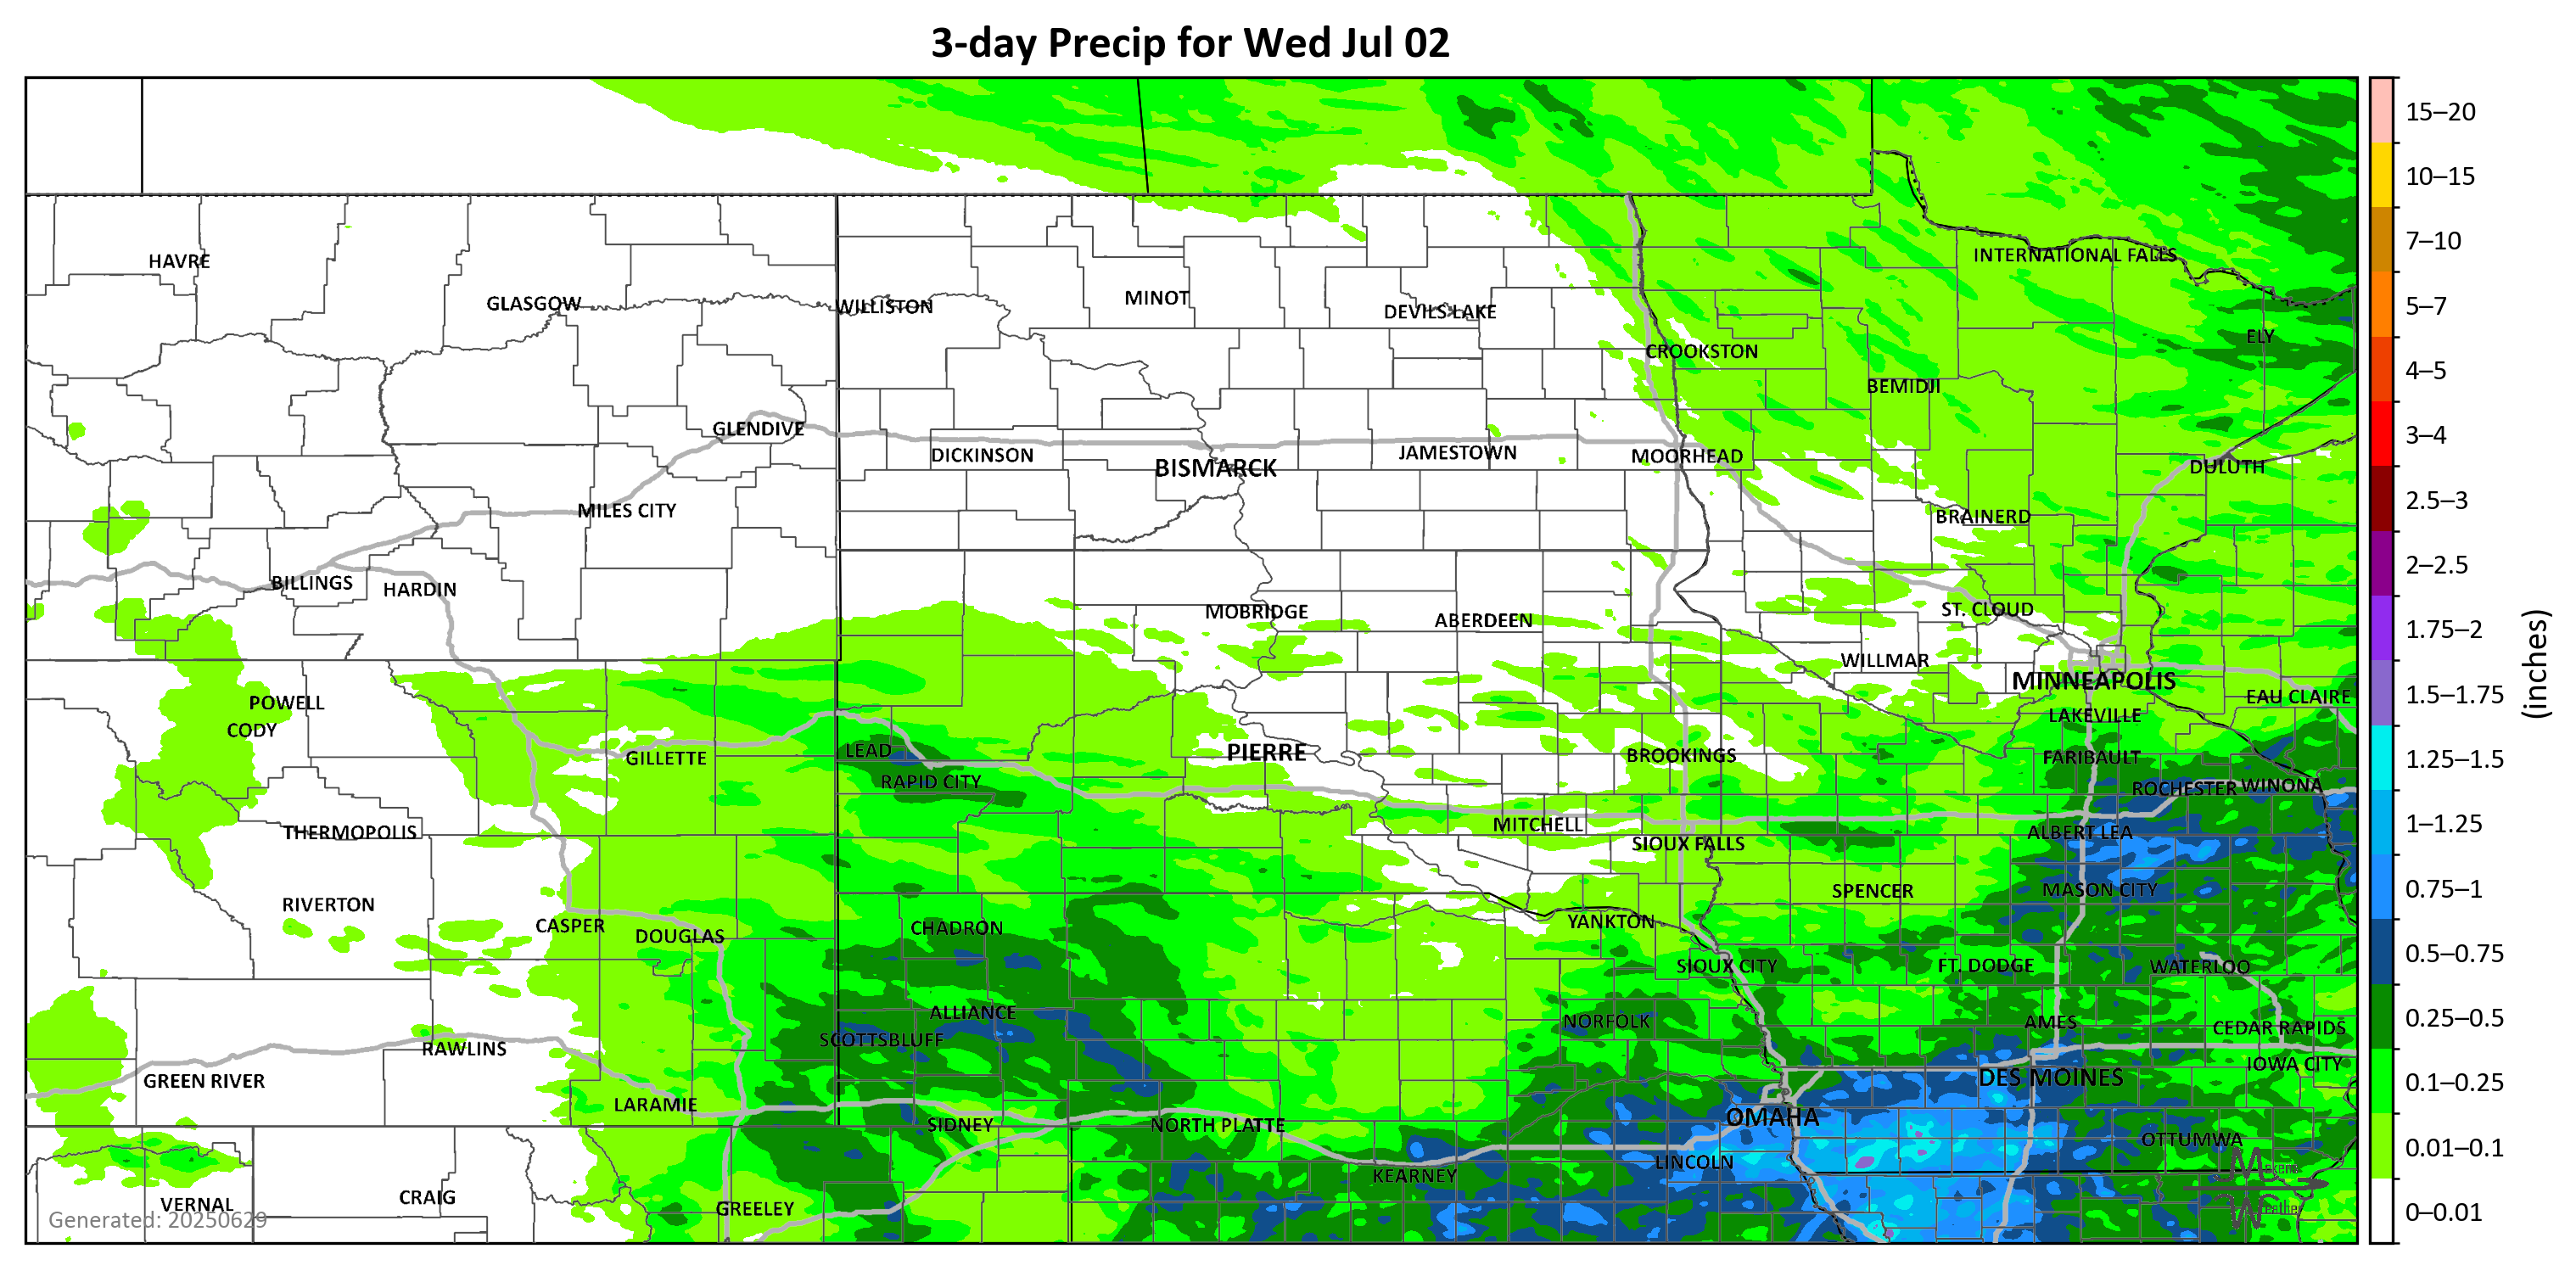 3-day Precip for Wed Jul 02
INTERNATIONAL FALLS
HAVRE
GLASGOW
WILLISTON
MINOT
DEVILS LAKE
ELY
CROOKSTON
BEMIDJI
GLENDIVE
DICKINSON
BISMARCK
JAMESTOWN
MOORHEAD
DULUTH
MILES CITY
BRAINERD
BILLINGS
HARDIN
MOBRIDGE
ABERDEEN
ST. CLOUD
WILLMAR
MINNEAPOLIS
POWELL
EAU CLAIRE
CODY
LAKEVILLE
GILLETTE
LEAD
PIERRE
BROOKINGS
FARIBAULT
RAPID CITY
ROCHESTER
WINONA
THERMOPOLIS
MITCHELL
ALBERT LEA
SIOUX FALLS
RIVERTON
SPENCER
MASON CITY
CASPER
DOUGLAS
CHADRON
YANKTON
SIOUX CITY
FT. DODGE
WATERLOO
ALLIANCE
NORFOLK
AMES
CEDAR RAPIDS
SCOTTSBLUFF
RAWLINS
IOWA CITY
GREEN RIVER
DES MOINES
LARAMIE
SIDNEY
NORTH PLATTE
OMAHA
OTTUMWA
KEARNEY
LINCOLN
VERNAL
CRAIG
GREELEY
Generated: 20250629
15–20
10–15
7–10
5–7
4–5
3–4
2.5–3
2–2.5
1.75–2
1.5–1.75
1.25–1.5
1–1.25
0.75–1
0.5–0.75
0.25–0.5
0.1–0.25
0.01–0.1
0–0.01
(inches)